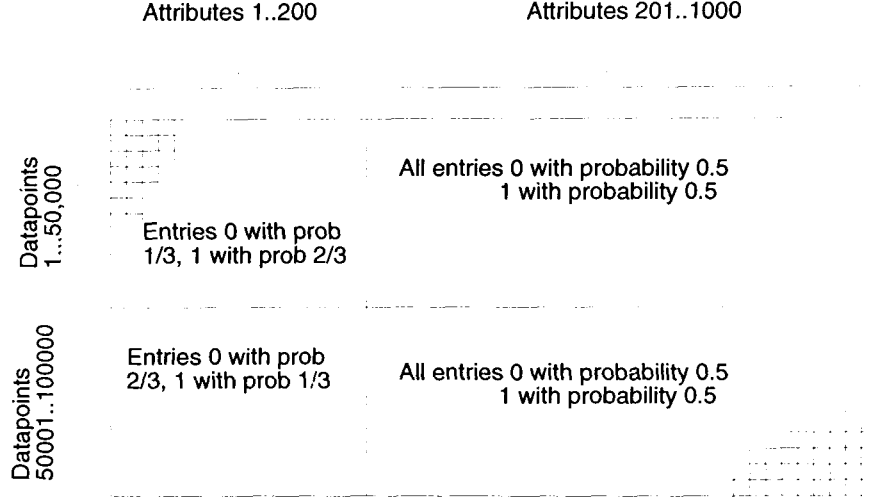 Attributes 1..200
Attributes 201..1000
Datapoints
1...50,000
All entries 0 with probability 0.5
1 with probability 0.5
Entries 0 with prob
1/3, 1 with prob 2/3
Datapoints
50001..100000
Entries 0 with prob
2/3, 1 with prob 1/3
All entries 0 with probability 0.5
1 with probability 0.5